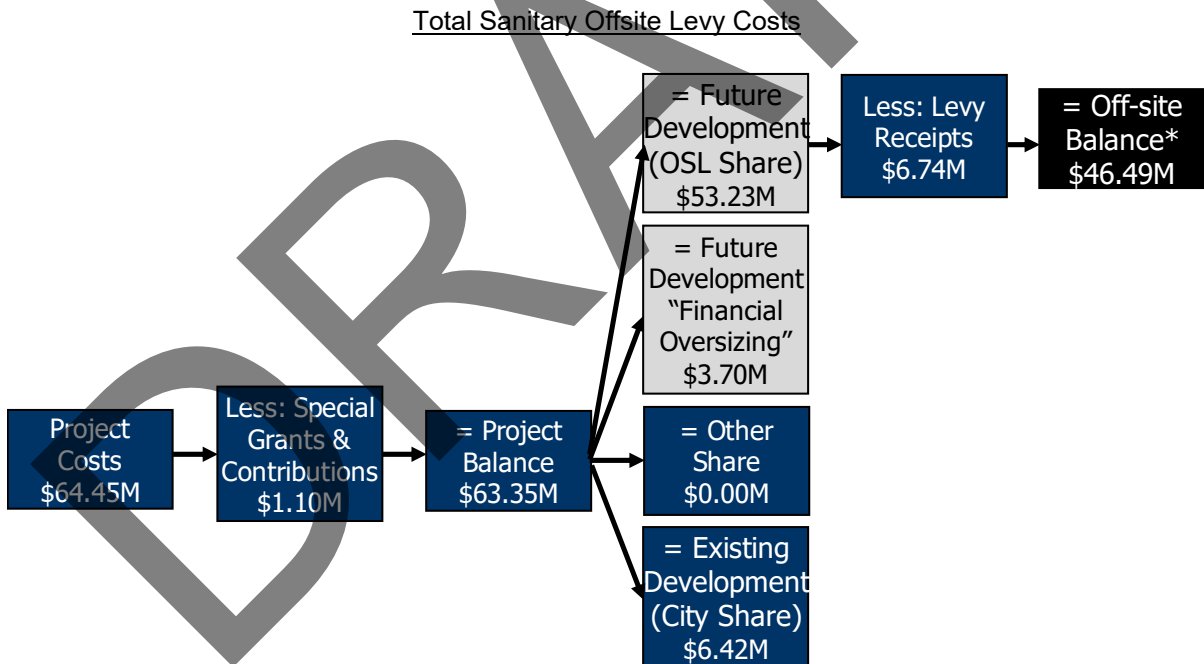 Total Sanitary Offsite Levy Costs
DRAFT
Project
Costs
$64.45M
Less: Special
Grants &
Contributions
$1.10M
= Project
Balance
$63.35M
= Future
Development
(OSL Share)
$53.23M
Less: Levy
Receipts
$6.74M
= Off-site
Balance*
$46.49M
= Future
Development
“Financial
Oversizing”
$3.70M
= Other
Share
$0.00M
= Existing
Development
(City Share)
$6.42M